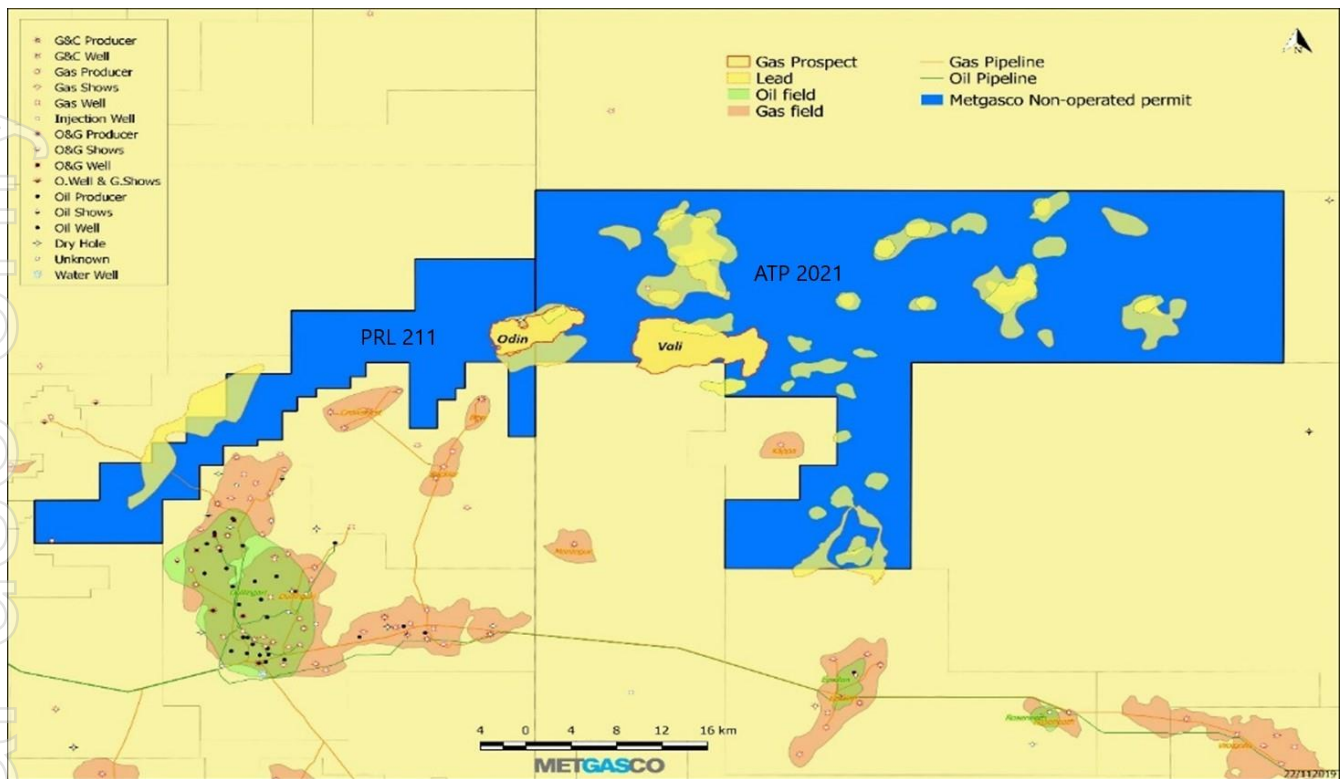 G&C Producer
G&C Well
Gas Producer
Gas Shows
Gas Well
Injection Well
O&G Producer
O&G Shows
O&G Well
O.Well & G.Shows
Oil Producer
Oil Shows
Oil Well
Dry Hole
Unknown
Water Well
Gas Prospect
Lead
Oil field
Gas field
Gas Pipeline
Oil Pipeline
Metgasco Non-operated permit
N
ATP 2021
PRL 211
Odin
Vali
4 0 4 8 12 16 km
METGASCO